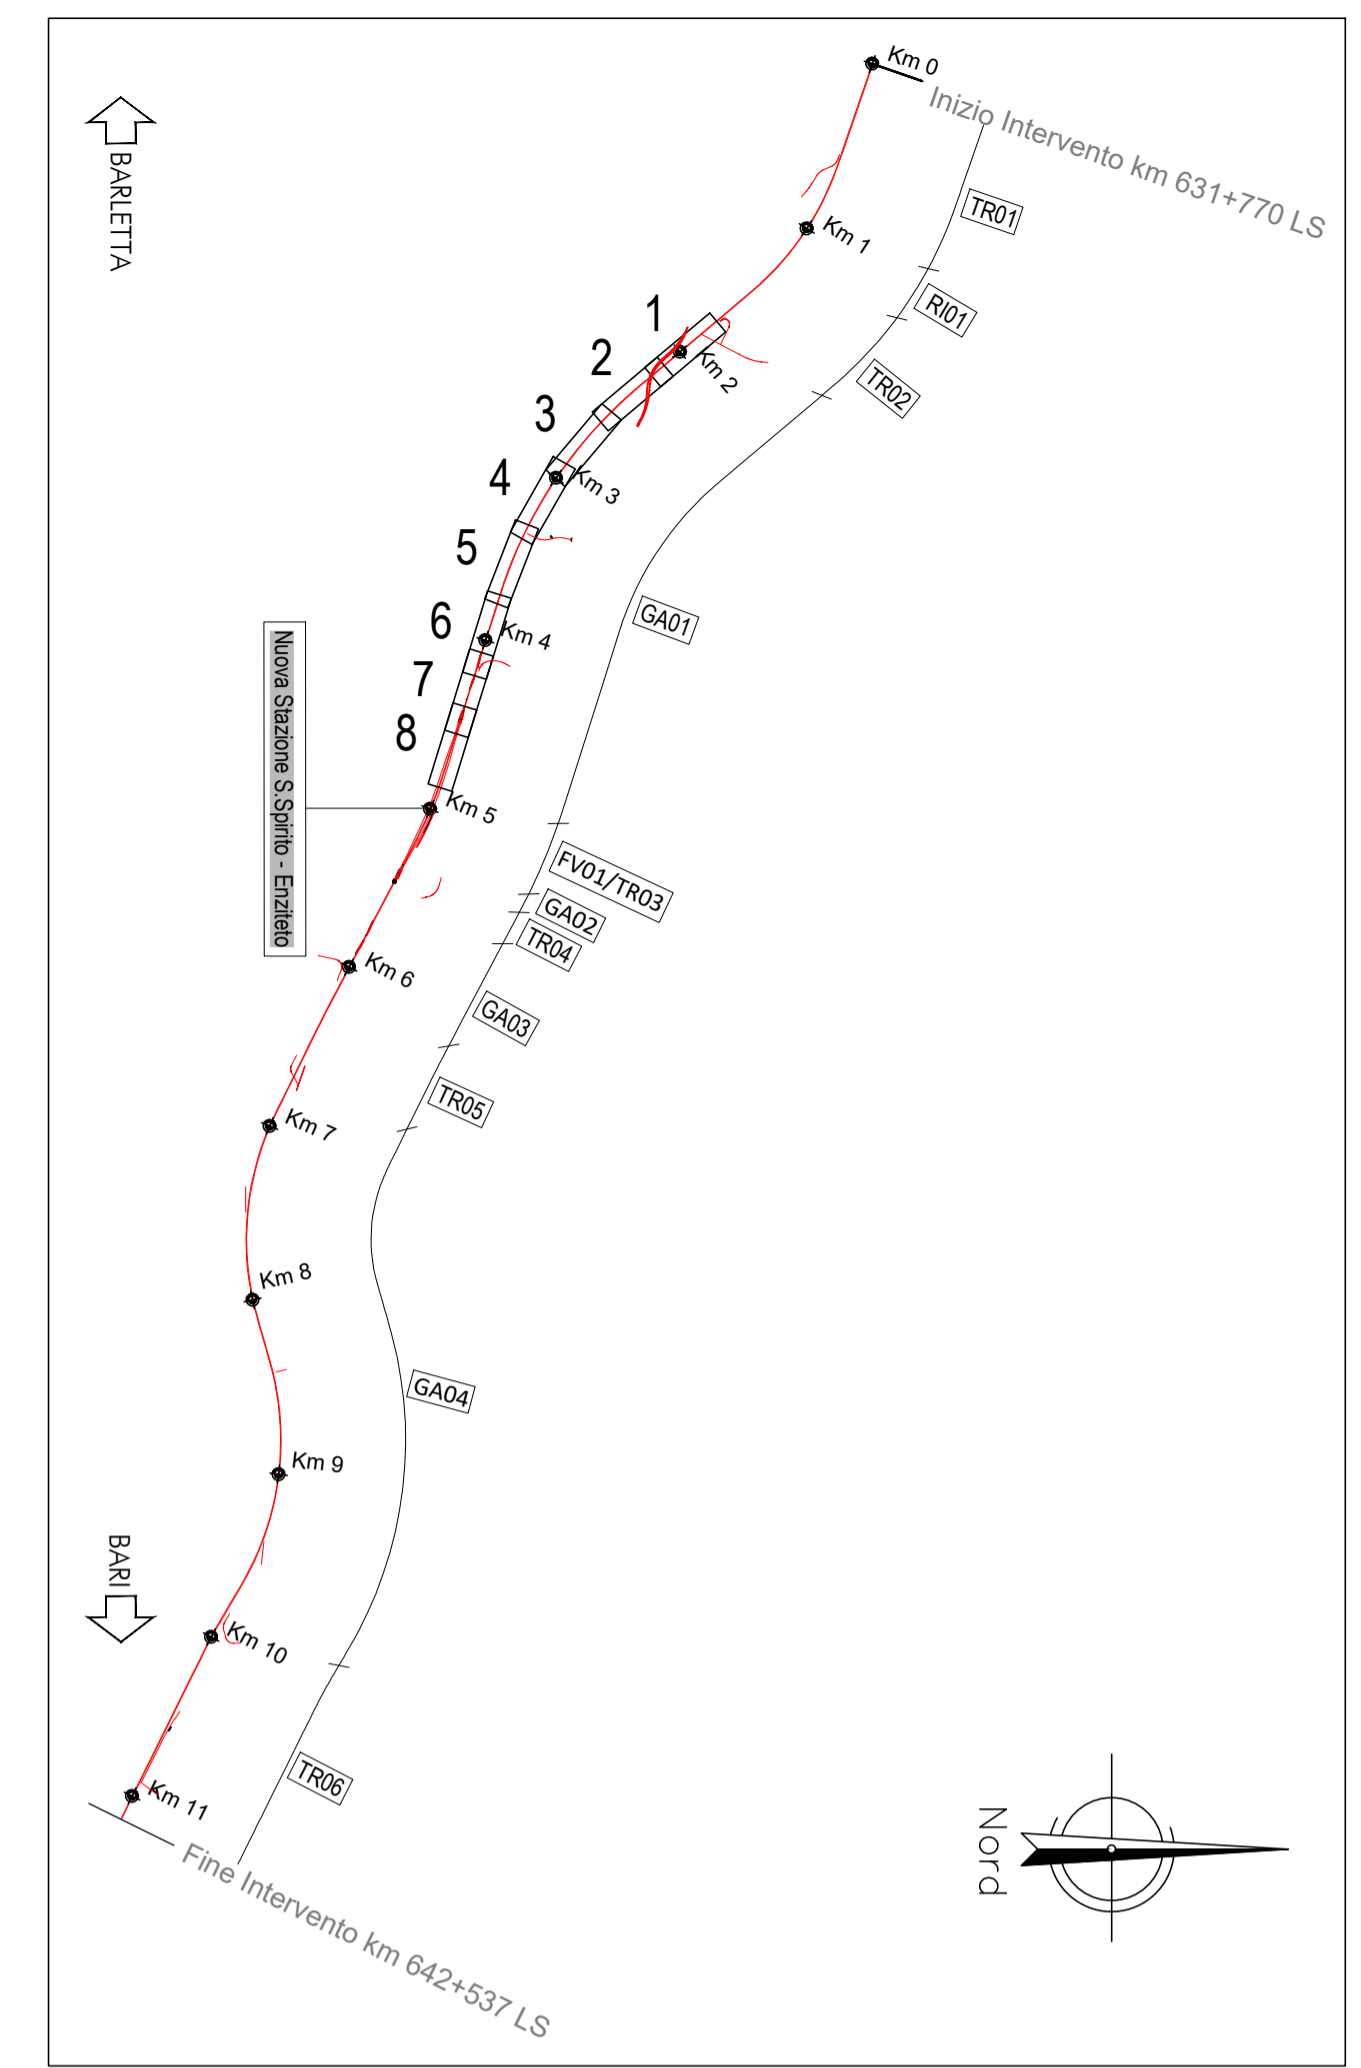 Km 0
Inizio Intervento km 631+770 LS
BARLETTA
TR01
Km 1
RI01
1
Km 2
2
TR02
3
Km 3
4
5
GA01
6
Km 4
7
8
Nuova Stazione S.Spirito - Enziteto
Km 5
FV01/TR03
GA02
TR04
Km 6
GA03
TR05
Km 7
Km 8
GA04
Km 9
BARI
Km 10
TR06
Km 11
Nord
Fine Intervento km 642+537 LS